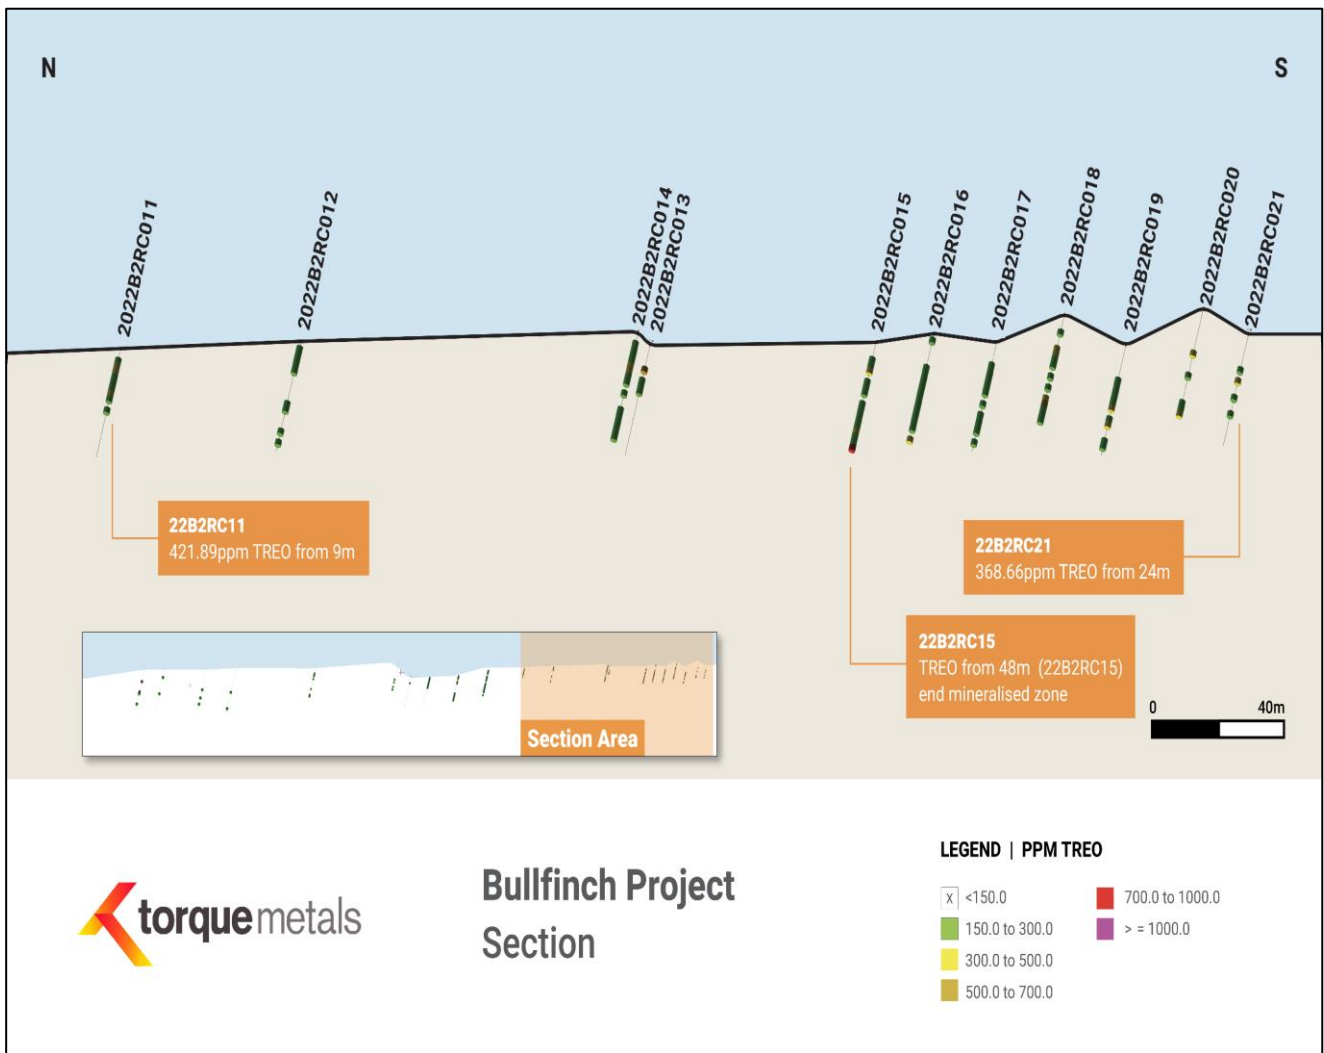 N
S
2022B2RC011
2022B2RC012
2022B2RC014
2022B2RC013
2022B2RC015
2022B2RC016
2022B2RC017
2022B2RC018
2022B2RC019
2022B2RC020
2022B2RC021
22B2RC11
421.89ppm TREO from 9m
22B2RC21
368.66ppm TREO from 24m
22B2RC15
TREO from 48m (22B2RC15)
end mineralised zone
0 40m
Section Area
torquemetals
Bullfinch Project
Section
LEGEND | PPM TREO
X <150.0
150.0 to 300.0
300.0 to 500.0
500.0 to 700.0
700.0 to 1000.0
> = 1000.0